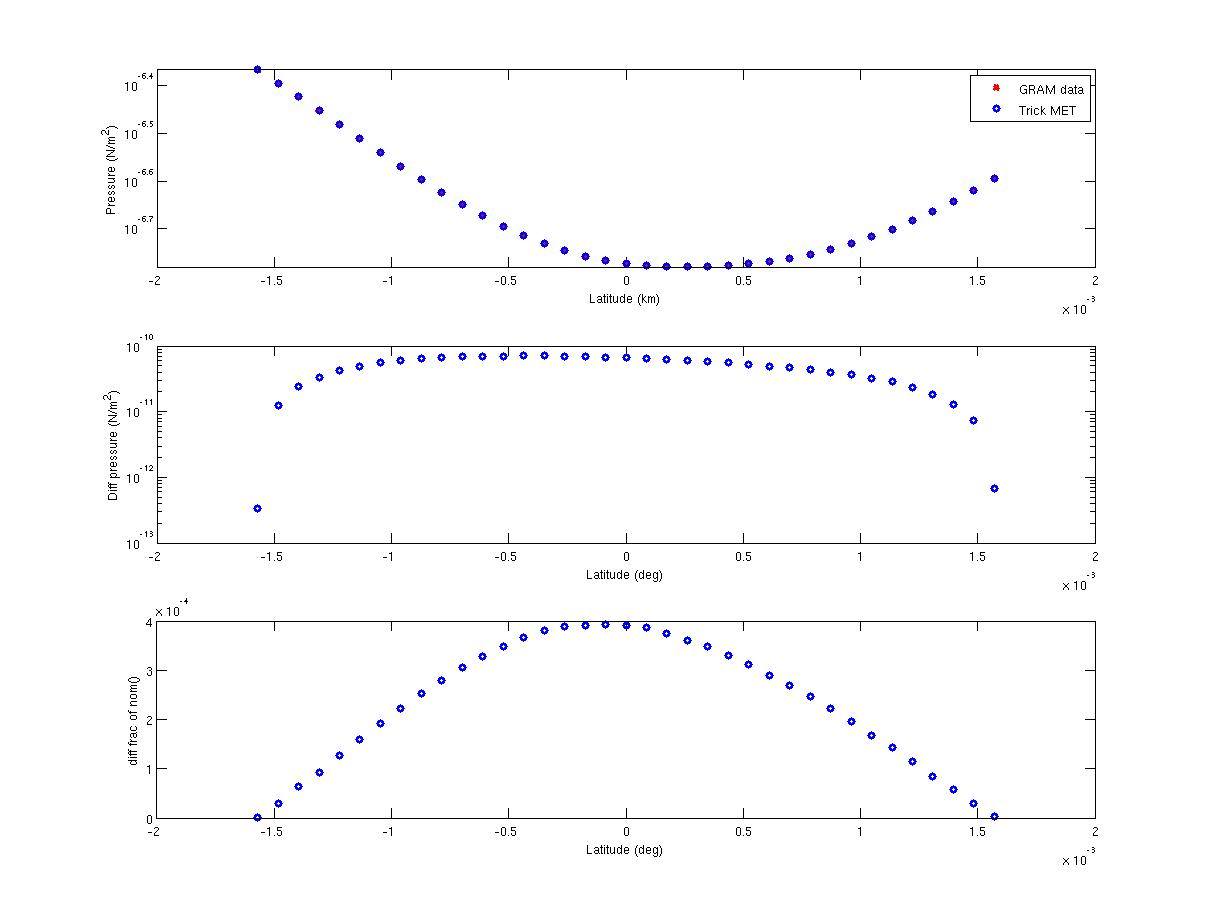 10^-6.4
10^-6.5
10^-6.6
10^-6.7
Pressure (N/m^2)
GRAM data
Trick MET
-2 -1.5 -1 -0.5 0 0.5 1 1.5 2
Latitude (km)
x 10^-3
10^-10
10^-11
10^-12
10^-13
Diff pressure (N/m^2)
-2 -1.5 -1 -0.5 0 0.5 1 1.5 2
Latitude (deg)
x 10^-3
x 10^-4
4
3
2
1
0
diff frac of nom()
-2 -1.5 -1 -0.5 0 0.5 1 1.5 2
Latitude (deg)
x 10^-3